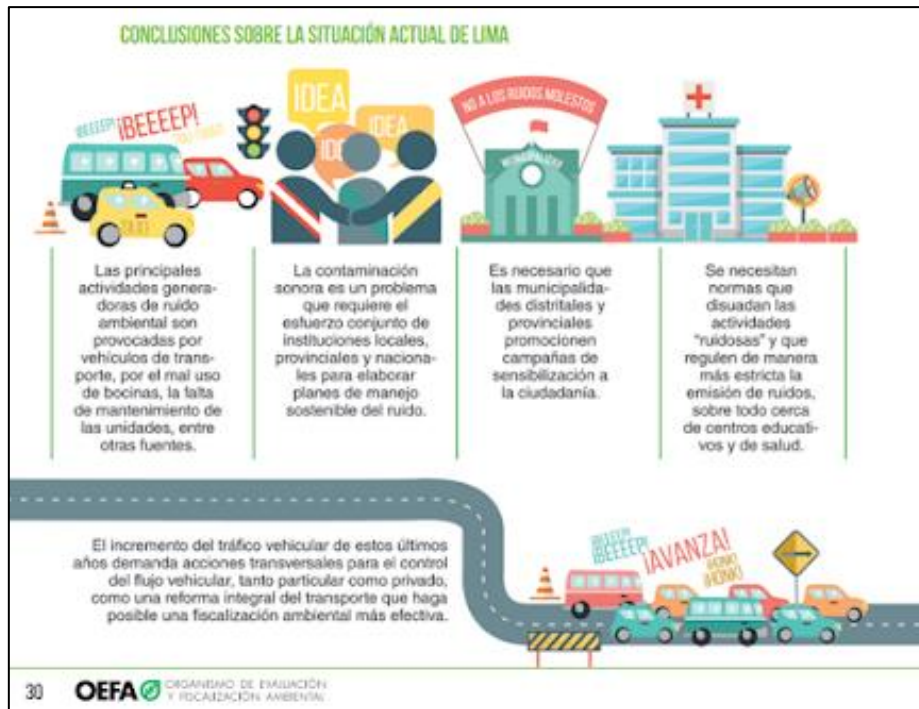 CONCLUSIONES SOBRE LA SITUACIÓN ACTUAL DE LIMA
¡BEEEEP!
¡BEEEEP!
IDEA
IDEA
NO A LOS RUIDOS MOLESTOS
MUNICIPALIDAD
TAXI
Las principales
actividades genera-
doras de ruido
ambiental son
provocadas por
vehículos de trans-
porte, por el mal uso
de bocinas, la falta
de mantenimiento de
las unidades, entre
otras fuentes.
La contaminación
sonora es un problema
que requiere el
esfuerzo conjunto de
instituciones locales,
provinciales y naciona-
les para elaborar
planes de manejo
sostenible del ruido.
Es necesario que
las municipalida-
des distritales y
provinciales
promocionen
campañas de
sensibilización a
la ciudadanía.
Se necesitan
normas que
disuadan las
actividades
"ruidosas" y que
regulen de manera
más estricta la
emisión de ruidos,
sobre todo cerca
de centros educati-
vos y de salud.
El incremento del tráfico vehicular de estos últimos
años demanda acciones transversales para el control
del flujo vehicular, tanto particular como privado,
como una reforma integral del transporte que haga
posible una fiscalización ambiental más efectiva.
¡BEEEEP!
¡BEEEEP!
¡AVANZA!
¡HONK!
¡HONK!
30
OEFA
ORGANISMO DE EVALUACIÓN
Y FISCALIZACIÓN AMBIENTAL